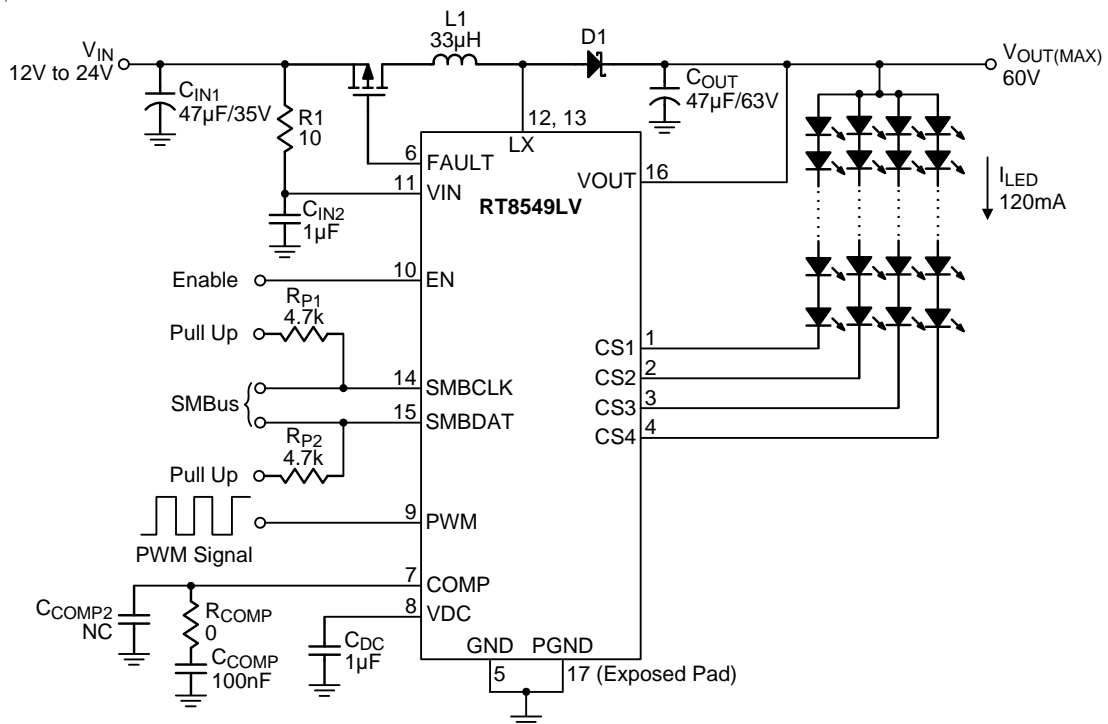 L1
33µH
D1
VIN
12V to 24V
CIN1
47µF/35V
R1
10
COUT
47µF/63V
VOUT(MAX)
60V
12, 13
LX
6 FAULT
11 VIN
RT8549LV
VOUT 16
ILED
120mA
CIN2
1µF
Enable
10 EN
RP1
4.7k
Pull Up
14 SMBCLK
SMBus
15 SMBDAT
RP2
4.7k
Pull Up
CS1 1
CS2 2
CS3 3
CS4 4
9 PWM
PWM Signal
7 COMP
8 VDC
CCOMP2
NC
RCOMP
0
CCOMP
100nF
CDC
1µF
GND PGND
5 17 (Exposed Pad)